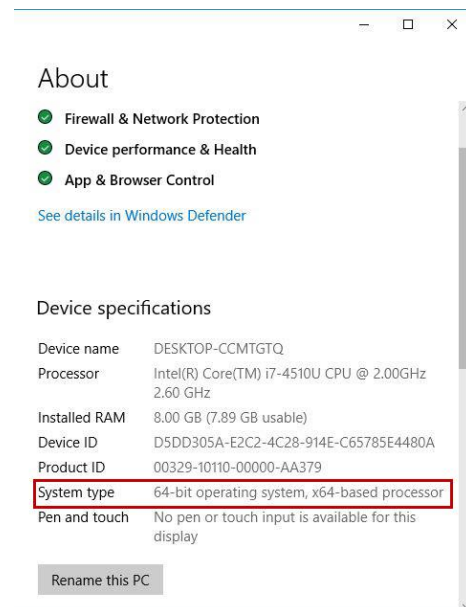 About
Firewall & Network Protection
Device performance & Health
App & Browser Control
See details in Windows Defender
Device specifications
Device name DESKTOP-CCMTGTQ
Processor Intel(R) Core(TM) i7-4510U CPU @ 2.00GHz
2.60 GHz
Installed RAM 8.00 GB (7.89 GB usable)
Device ID D5DD305A-E2C2-4C28-914E-C65785E4480A
Product ID 00329-10110-00000-AA379
System type 64-bit operating system, x64-based processor
Pen and touch No pen or touch input is available for this
display
Rename this PC